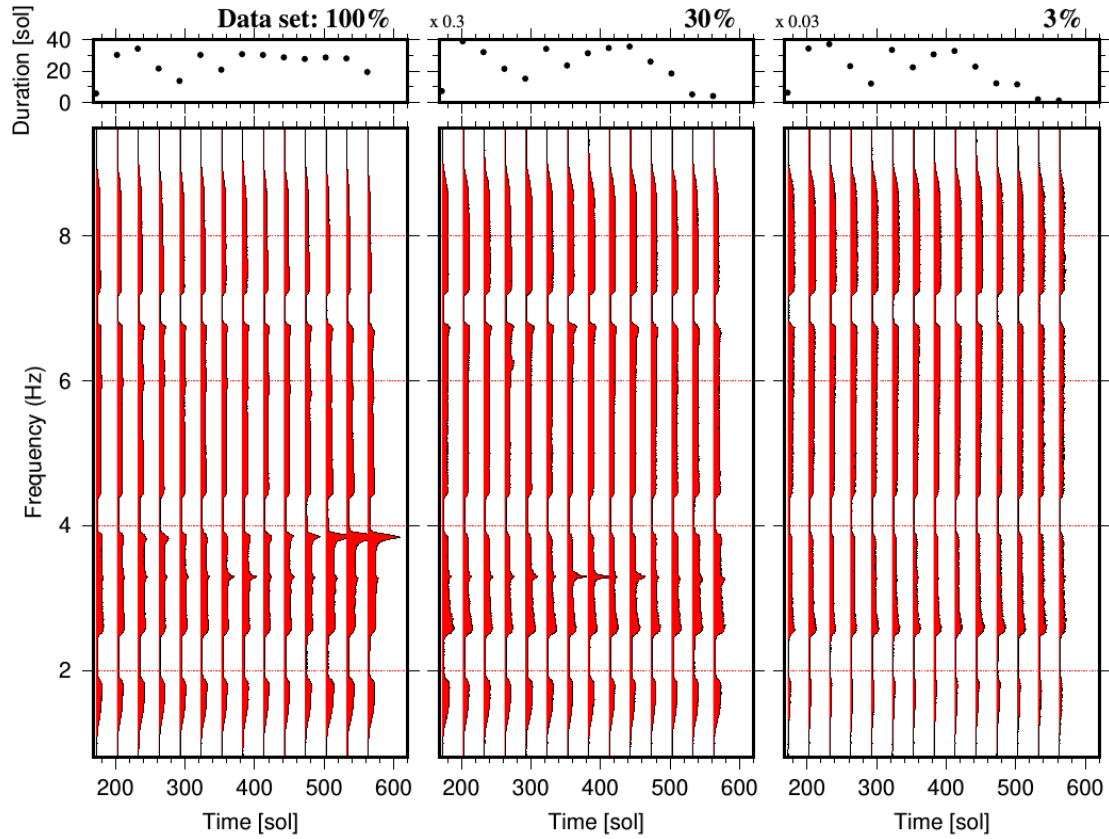 Data set: 100%
x 0.3
30%
x 0.03
3%
Duration [sol]
40
20
0
Frequency (Hz)
8
6
4
2
200 300 400 500 600
200 300 400 500 600
200 300 400 500 600
Time [sol]
Time [sol]
Time [sol]